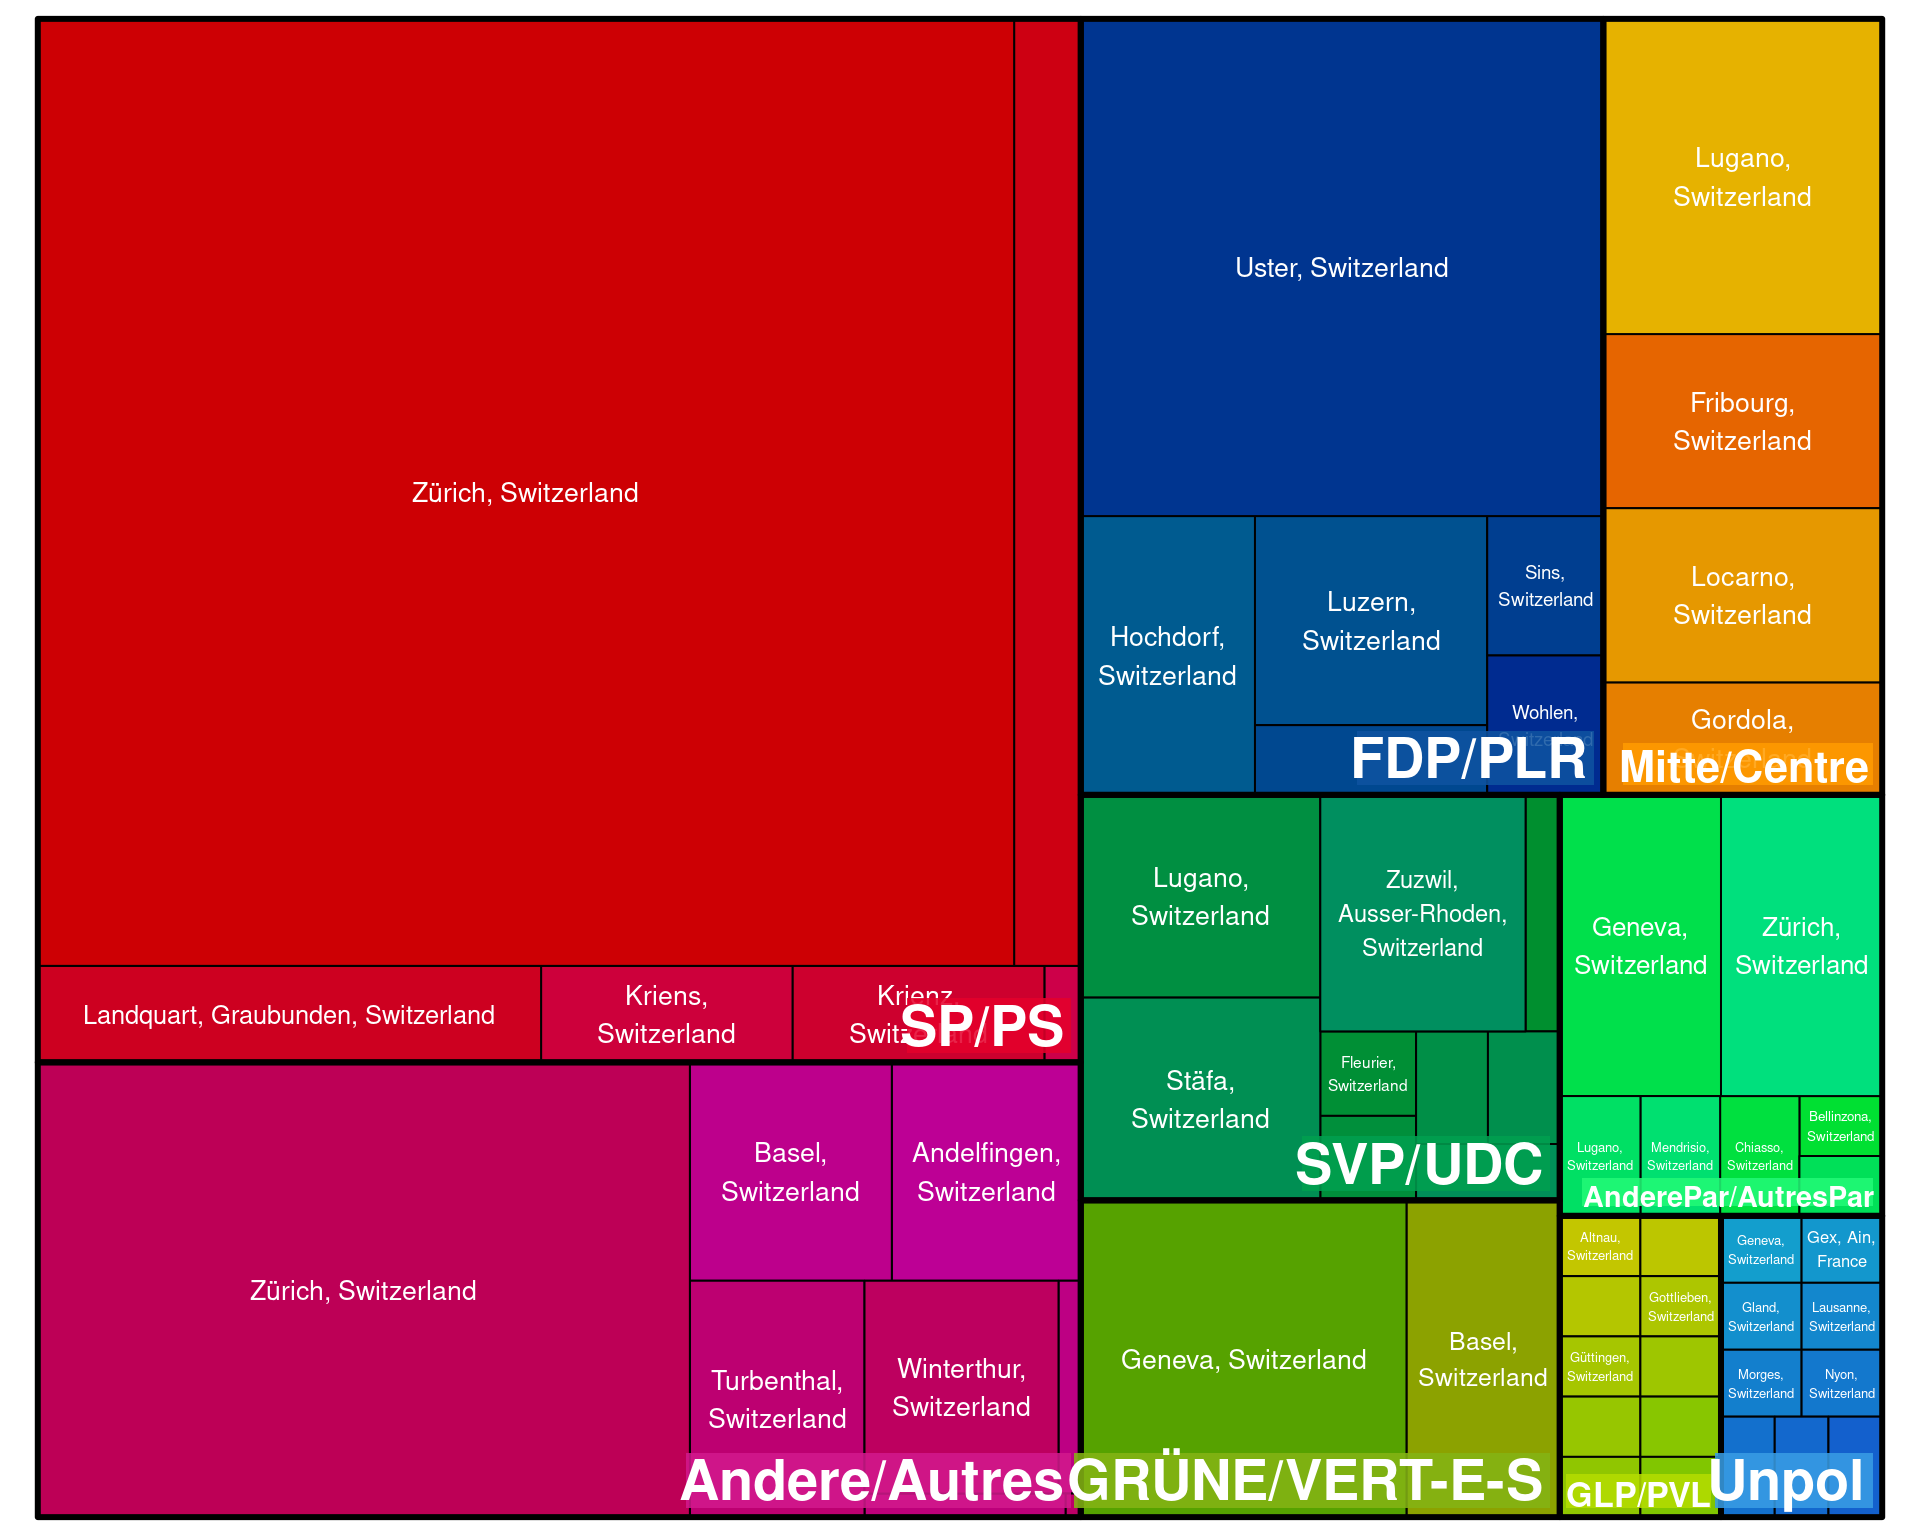 Zürich, Switzerland
Landquart, Graubunden, Switzerland
Kriens,
Switzerland
Krienz,
Switzerland
SP/PS
Uster, Switzerland
Hochdorf,
Switzerland
Luzern,
Switzerland
Sins,
Switzerland
Wohlen,
Switzerland
FDP/PLR
Lugano,
Switzerland
Fribourg,
Switzerland
Locarno,
Switzerland
Gordola,
Switzerland
Mitte/Centre
Zürich, Switzerland
Basel,
Switzerland
Andelfingen,
Switzerland
Turbenthal,
Switzerland
Winterthur,
Switzerland
Andere/Autres
Lugano,
Switzerland
Zuzwil,
Ausser-Rhoden,
Switzerland
Stäfa,
Switzerland
Fleurier,
Switzerland
SVP/UDC
Geneva, Switzerland
Basel,
Switzerland
GRÜNE/VERT-E-S
Geneva,
Switzerland
Zürich,
Switzerland
Lugano,
Switzerland
Mendrisio,
Switzerland
Chiasso,
Switzerland
Bellinzona,
Switzerland
AnderePar/AutresPar
Altnau,
Switzerland
Gottlieben,
Switzerland
Güttingen,
Switzerland
GLP/PVL
Geneva,
Switzerland
Gex, Ain,
France
Gland,
Switzerland
Lausanne,
Switzerland
Morges,
Switzerland
Nyon,
Switzerland
Unpol